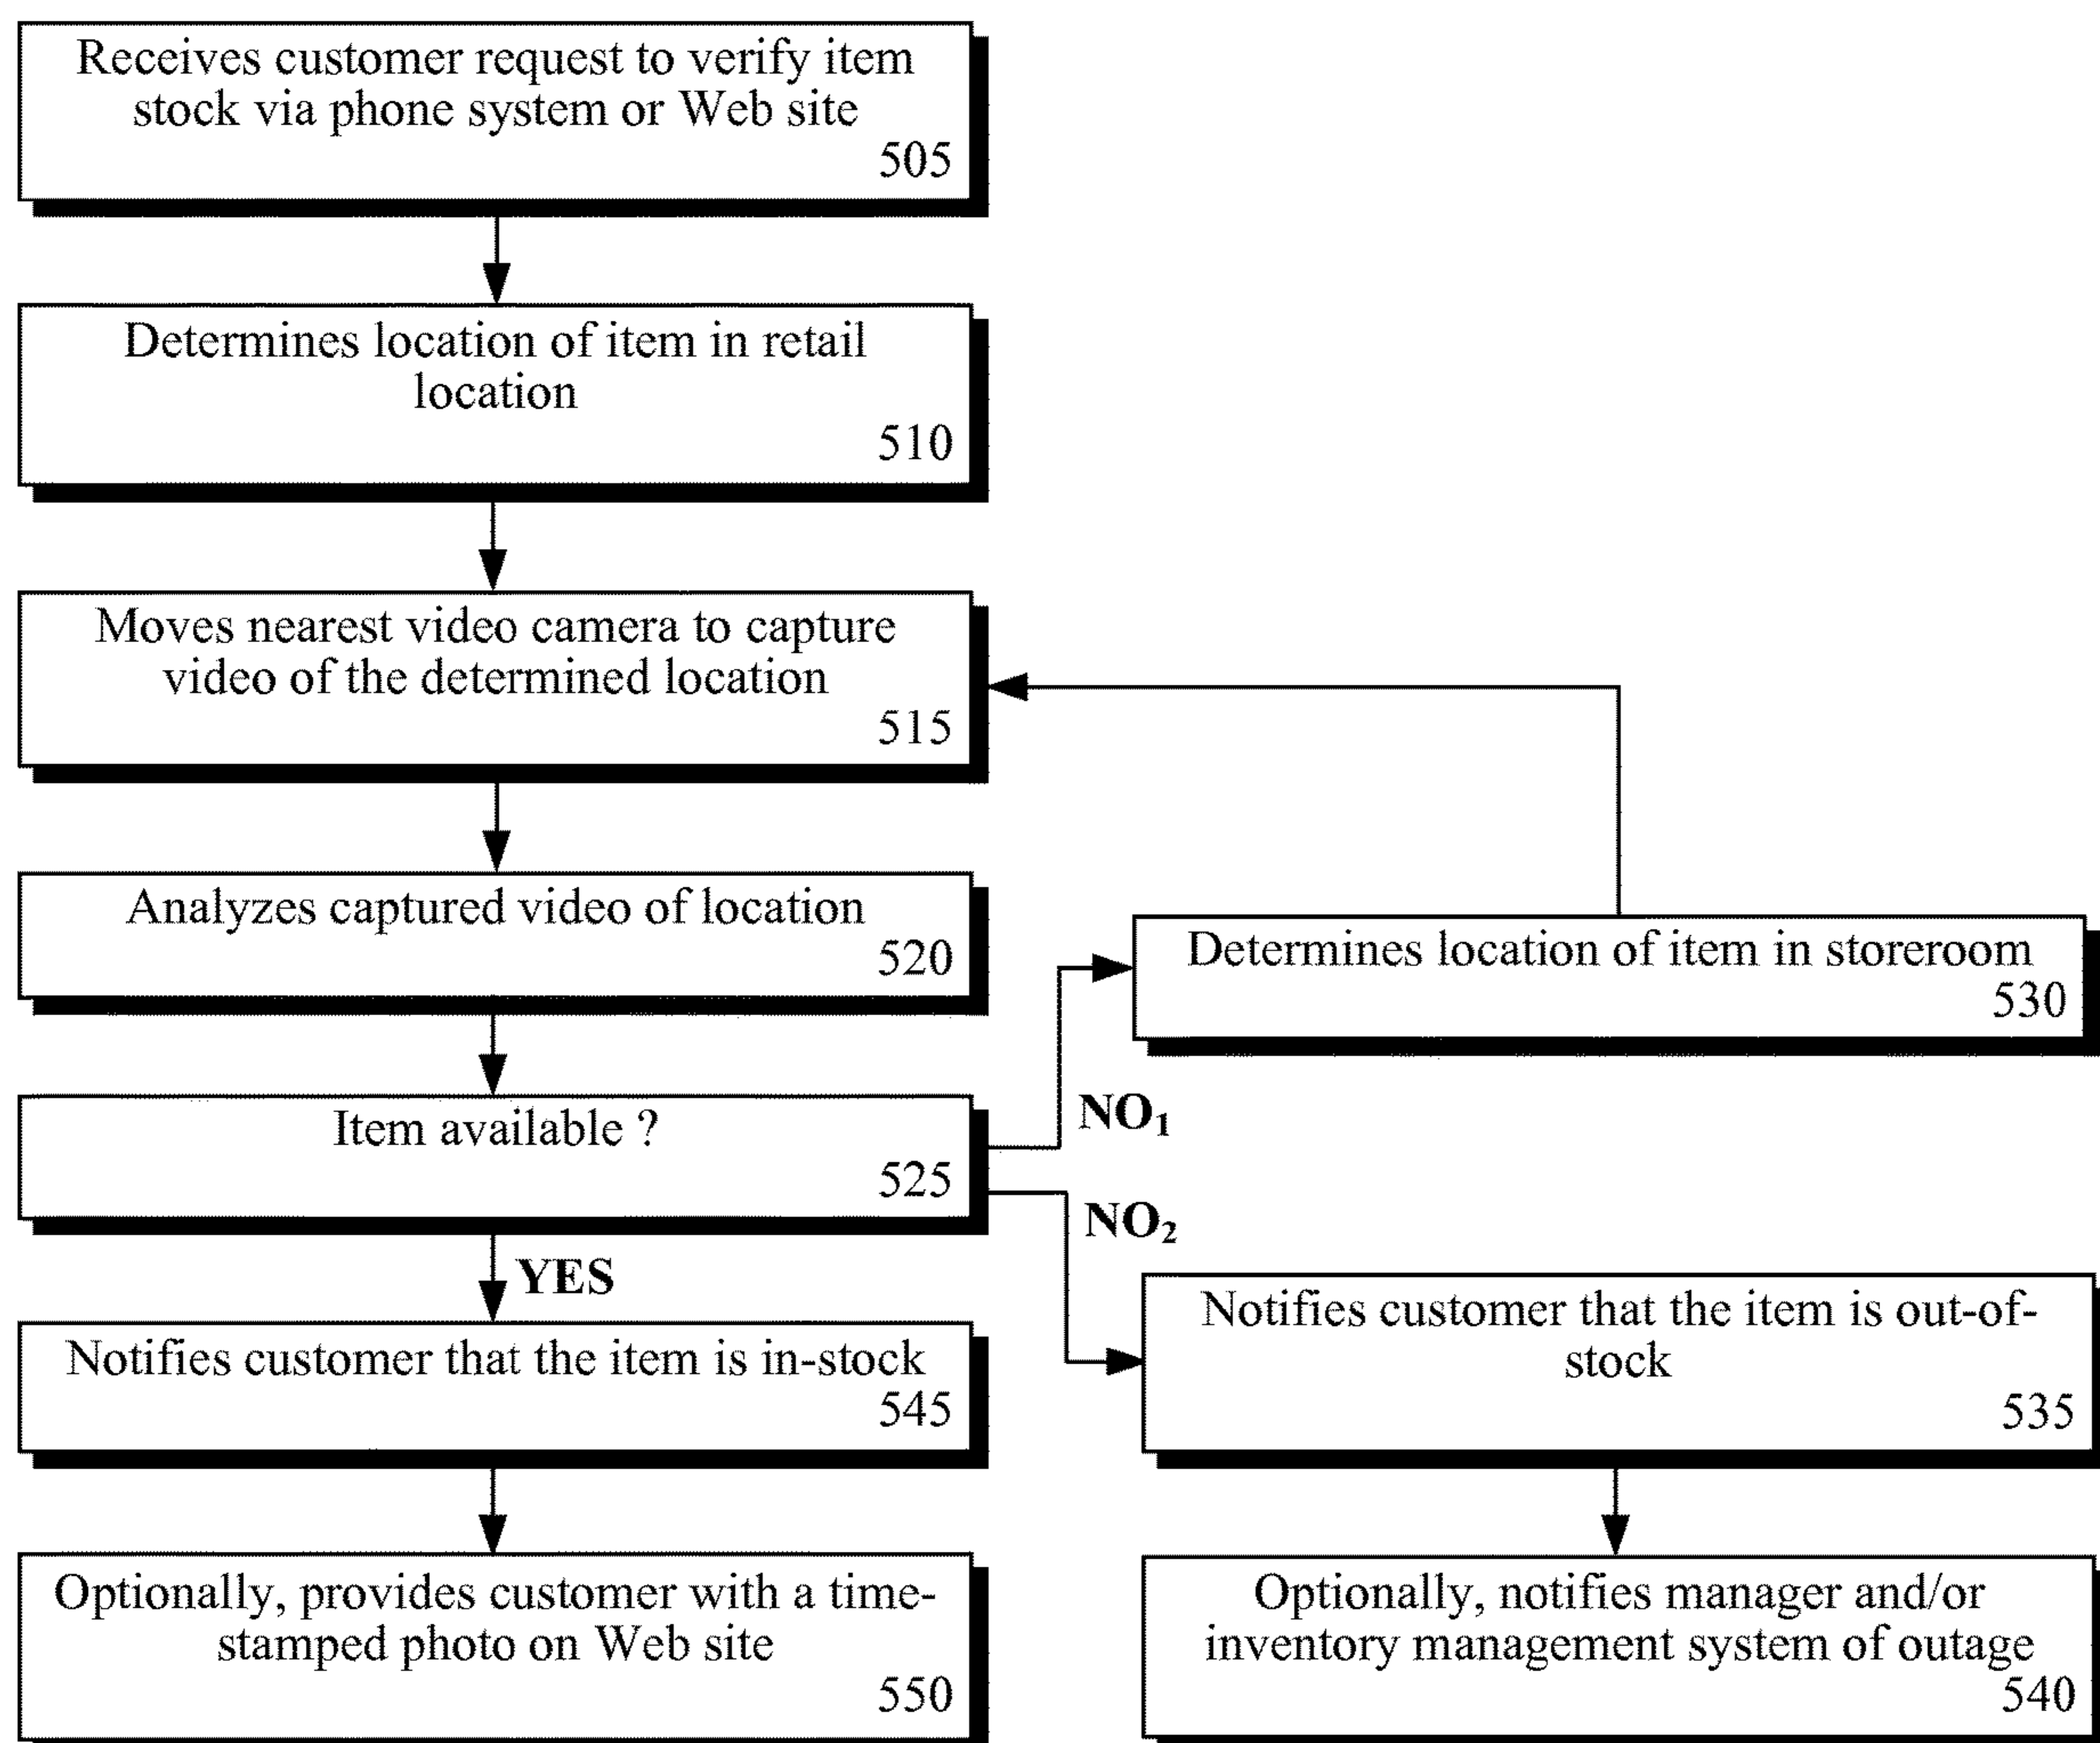 Receives customer request to verify item
stock via phone system or Web site
505
Determines location of item in retail
location
510
Moves nearest video camera to capture
video of the determined location
515
Analyzes captured video of location
520
Determines location of item in storeroom
530
Item available ?
525
NO₁
NO₂
YES
Notifies customer that the item is in-stock
545
Notifies customer that the item is out-of-
stock
535
Optionally, provides customer with a time-
stamped photo on Web site
550
Optionally, notifies manager and/or
inventory management system of outage
540